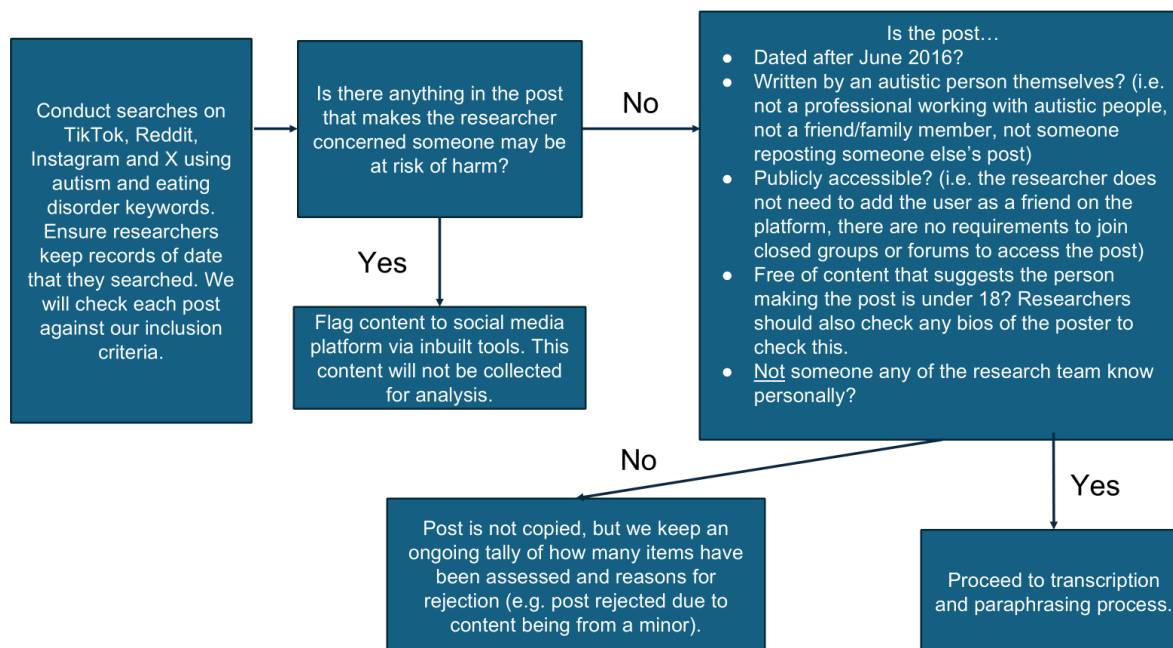 Conduct searches on
TikTok, Reddit,
Instagram and X using
autism and eating
disorder keywords.
Ensure researchers
keep records of date
that they searched. We
will check each post
against our inclusion
criteria.
Is there anything in the post
that makes the researcher
concerned someone may be
at risk of harm?
No
Yes
Flag content to social media
platform via inbuilt tools. This
content will not be collected
for analysis.
Is the post…
● Dated after June 2016?
● Written by an autistic person themselves? (i.e.
not a professional working with autistic people,
not a friend/family member, not someone
reposting someone else’s post)
● Publicly accessible? (i.e. the researcher does
not need to add the user as a friend on the
platform, there are no requirements to join
closed groups or forums to access the post)
● Free of content that suggests the person
making the post is under 18? Researchers
should also check any bios of the poster to
check this.
● Not someone any of the research team know
personally?
No
Yes
Post is not copied, but we keep an
ongoing tally of how many items have
been assessed and reasons for
rejection (e.g. post rejected due to
content being from a minor).
Proceed to transcription
and paraphrasing process.